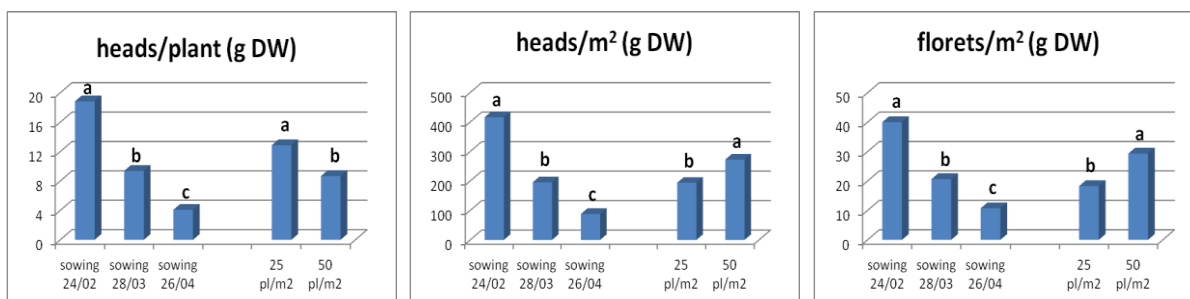 heads/plant (g DW)
20
16
12
8
4
0
a
b
c
a
b
sowing 24/02
sowing 28/03
sowing 26/04
25 pl/m2
50 pl/m2
heads/m² (g DW)
500
400
300
200
100
0
a
b
c
b
a
sowing 24/02
sowing 28/03
sowing 26/04
25 pl/m2
50 pl/m2
florets/m² (g DW)
50
40
30
20
10
0
a
b
c
b
a
sowing 24/02
sowing 28/03
sowing 26/04
25 pl/m2
50 pl/m2